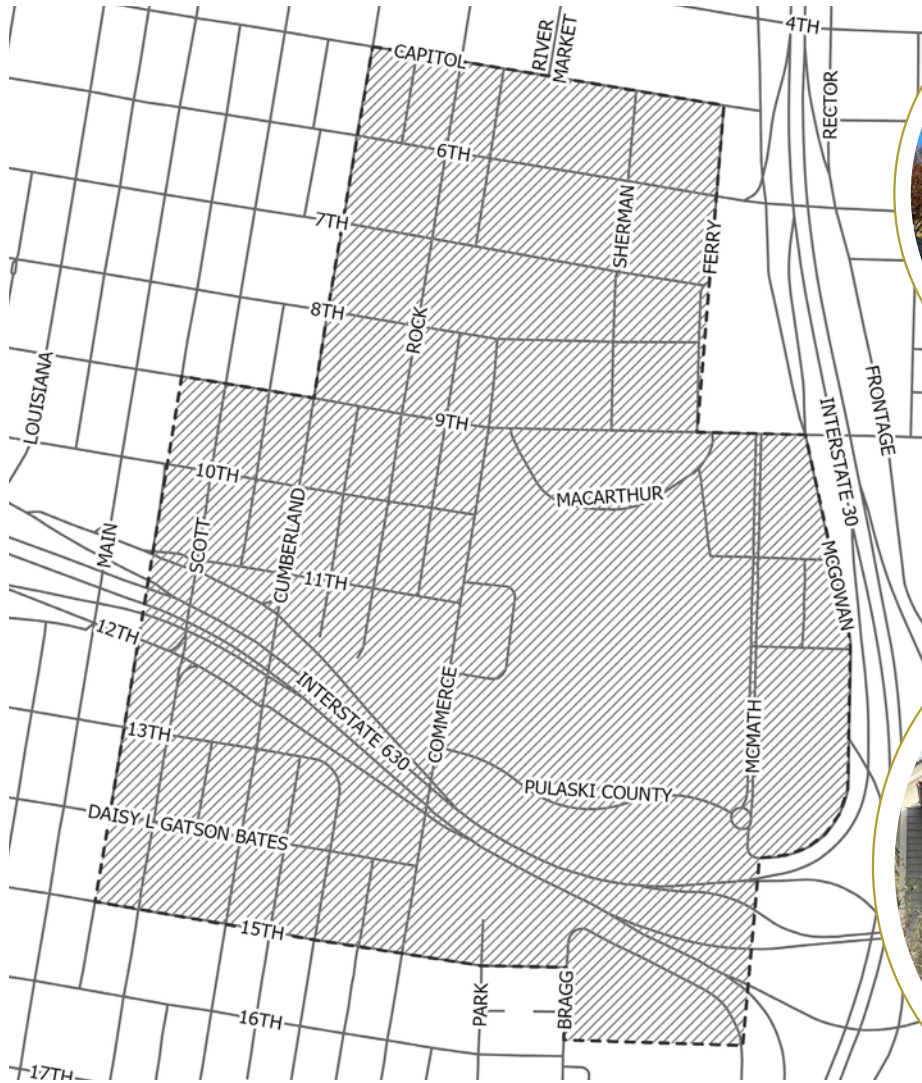 4TH
CAPITOL
RIVER
MARKET
RECTOR
6TH
7TH
SHERMAN
FERRY
8TH
ROCK
LOUISIANA
FRONTAGE
9TH
INTERSTATE 30
10TH
MACARTHUR
MAIN
SCOTT
CUMBERLAND
11TH
MCGOWAN
12TH
INTERSTATE 630
COMMERCE
MCMATH
13TH
PULASKI COUNTY
DAISY L GATSON BATES
15TH
PARK
BRAGG
16TH
17TH